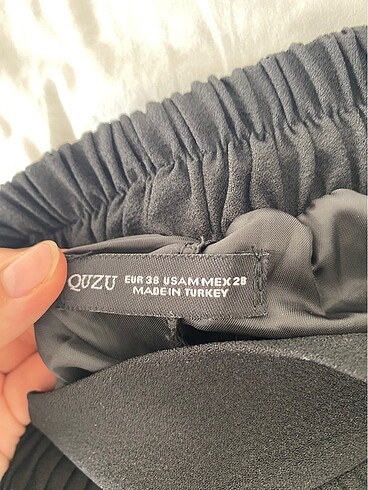 QUZU EUR 38 USA M MEX 28
MADE IN TURKEY